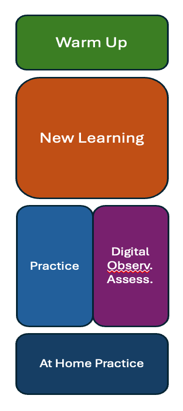 Warm Up
New Learning
Practice
Digital
Observ.
Assess.
At Home Practice